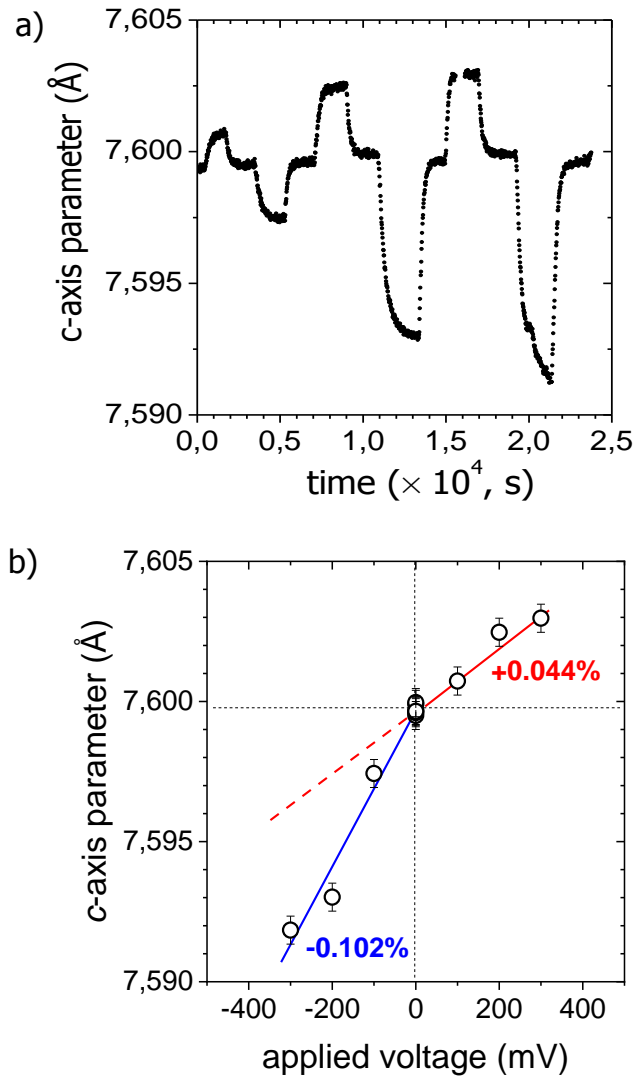 a)
7,605
7,600
7,595
7,590
c-axis parameter (Å)
0,0 0,5 1,0 1,5 2,0 2,5
time (× 10⁴, s)
b)
7,605
7,600
7,595
7,590
c-axis parameter (Å)
+0.044%
-0.102%
-400 -200 0 200 400
applied voltage (mV)